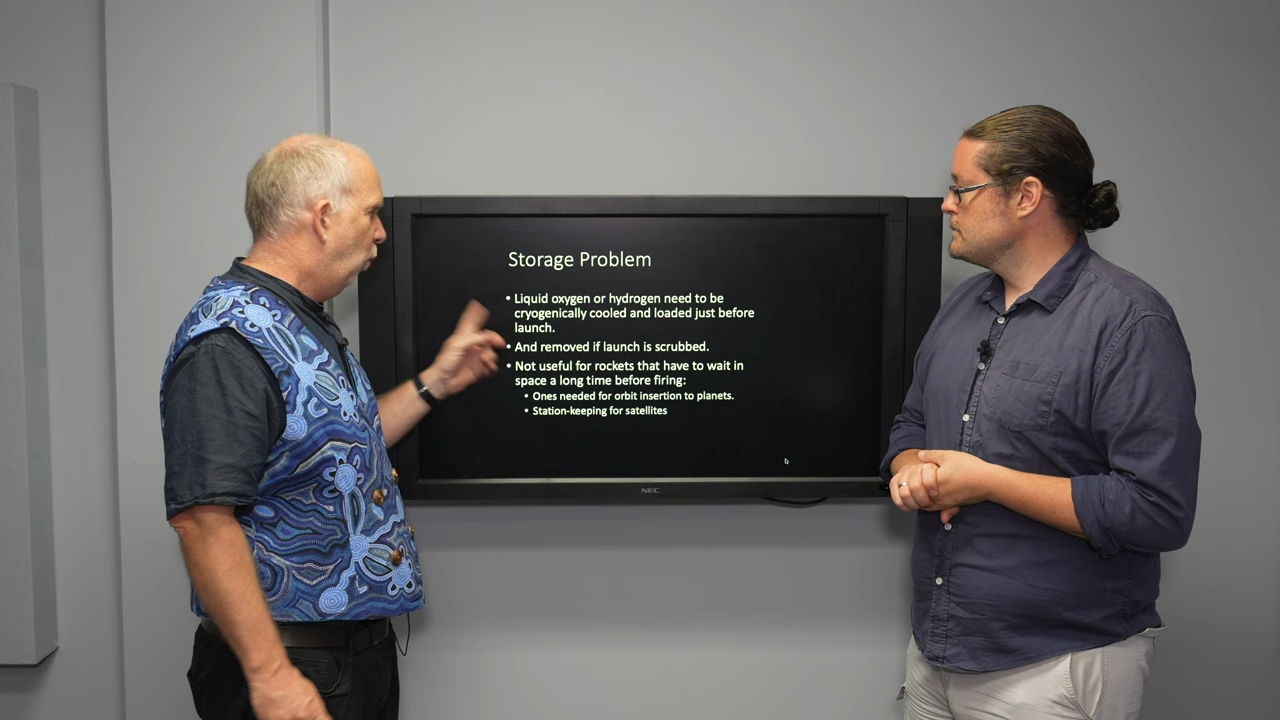 Storage Problem
• Liquid oxygen or hydrogen need to be
cryogenically cooled and loaded just before
launch.
• And removed if launch is scrubbed.
• Not useful for rockets that have to wait in
space a long time before firing:
• Ones needed for orbit insertion to planets.
• Station-keeping for satellites
NEC